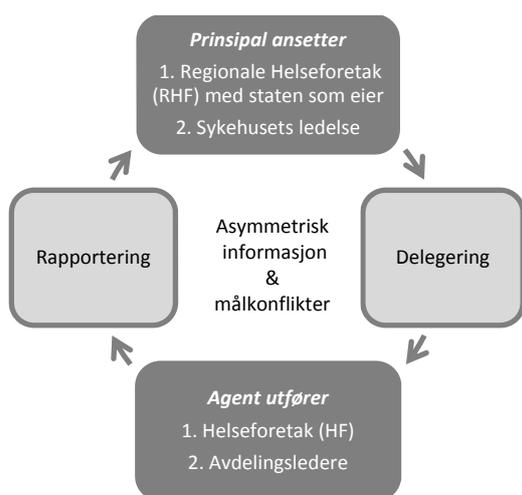 Prinsipal ansetter
1. Regionale Helseforetak
(RHF) med staten som eier
2. Sykehusets ledelse
Rapportering
Asymmetrisk
informasjon
&
målkonflikter
Delegering
Agent utfører
1. Helseforetak (HF)
2. Avdelingsledere